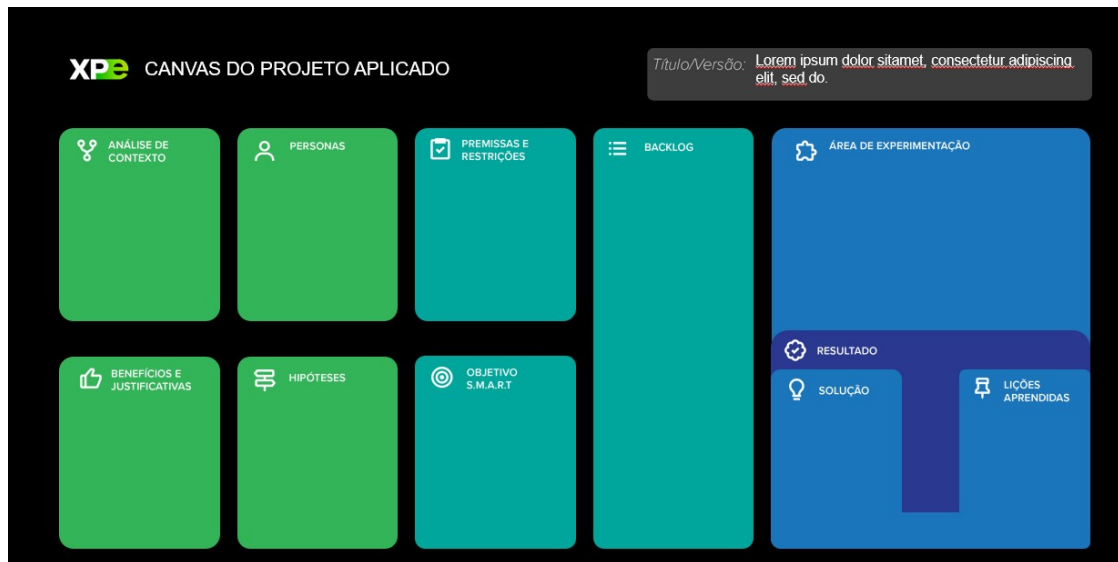 XPe CANVAS DO PROJETO APLICADO
Título/Versão: Lorem ipsum dolor sitamet, consectetur adipiscing
elit, sed do.
ANÁLISE DE
CONTEXTO
PERSONAS
PREMISSAS E
RESTRIÇÕES
BACKLOG
ÁREA DE EXPERIMENTAÇÃO
BENEFÍCIOS E
JUSTIFICATIVAS
HIPÓTESES
OBJETIVO
S.M.A.R.T
RESULTADO
SOLUÇÃO
LIÇÕES
APRENDIDAS